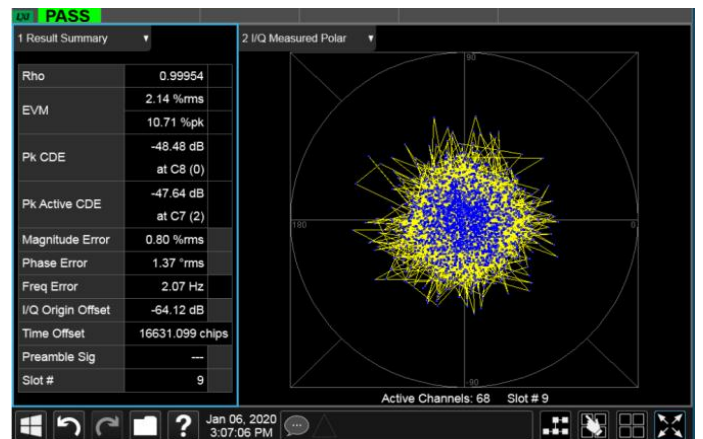 LXI PASS
1 Result Summary
2 I/Q Measured Polar
Rho 0.99954
EVM 2.14 %rms
10.71 %pk
Pk CDE -48.48 dB
at C8 (0)
Pk Active CDE -47.64 dB
at C7 (2)
Magnitude Error 0.80 %rms
Phase Error 1.37 °rms
Freq Error 2.07 Hz
I/Q Origin Offset -64.12 dB
Time Offset 16631.099 chips
Preamble Sig ---
Slot # 9
90
180
0
-90
Active Channels: 68 Slot # 9
?
Jan 06, 2020
3:07:06 PM